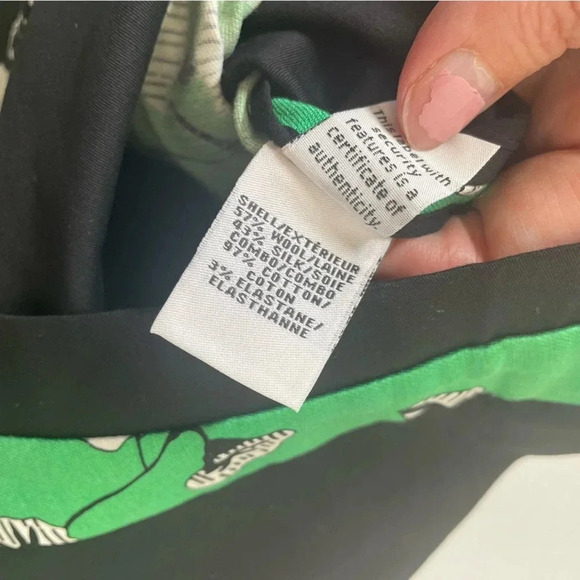 This label with
security
features is a
certificate of
authenticity.
SHELL/EXTÉRIEUR
57% WOOL/LAINE
43% SILK/SOIE
COMBO/COMBO
97% COTTON/
COTON
3% ELASTANE/
ELASTHANNE